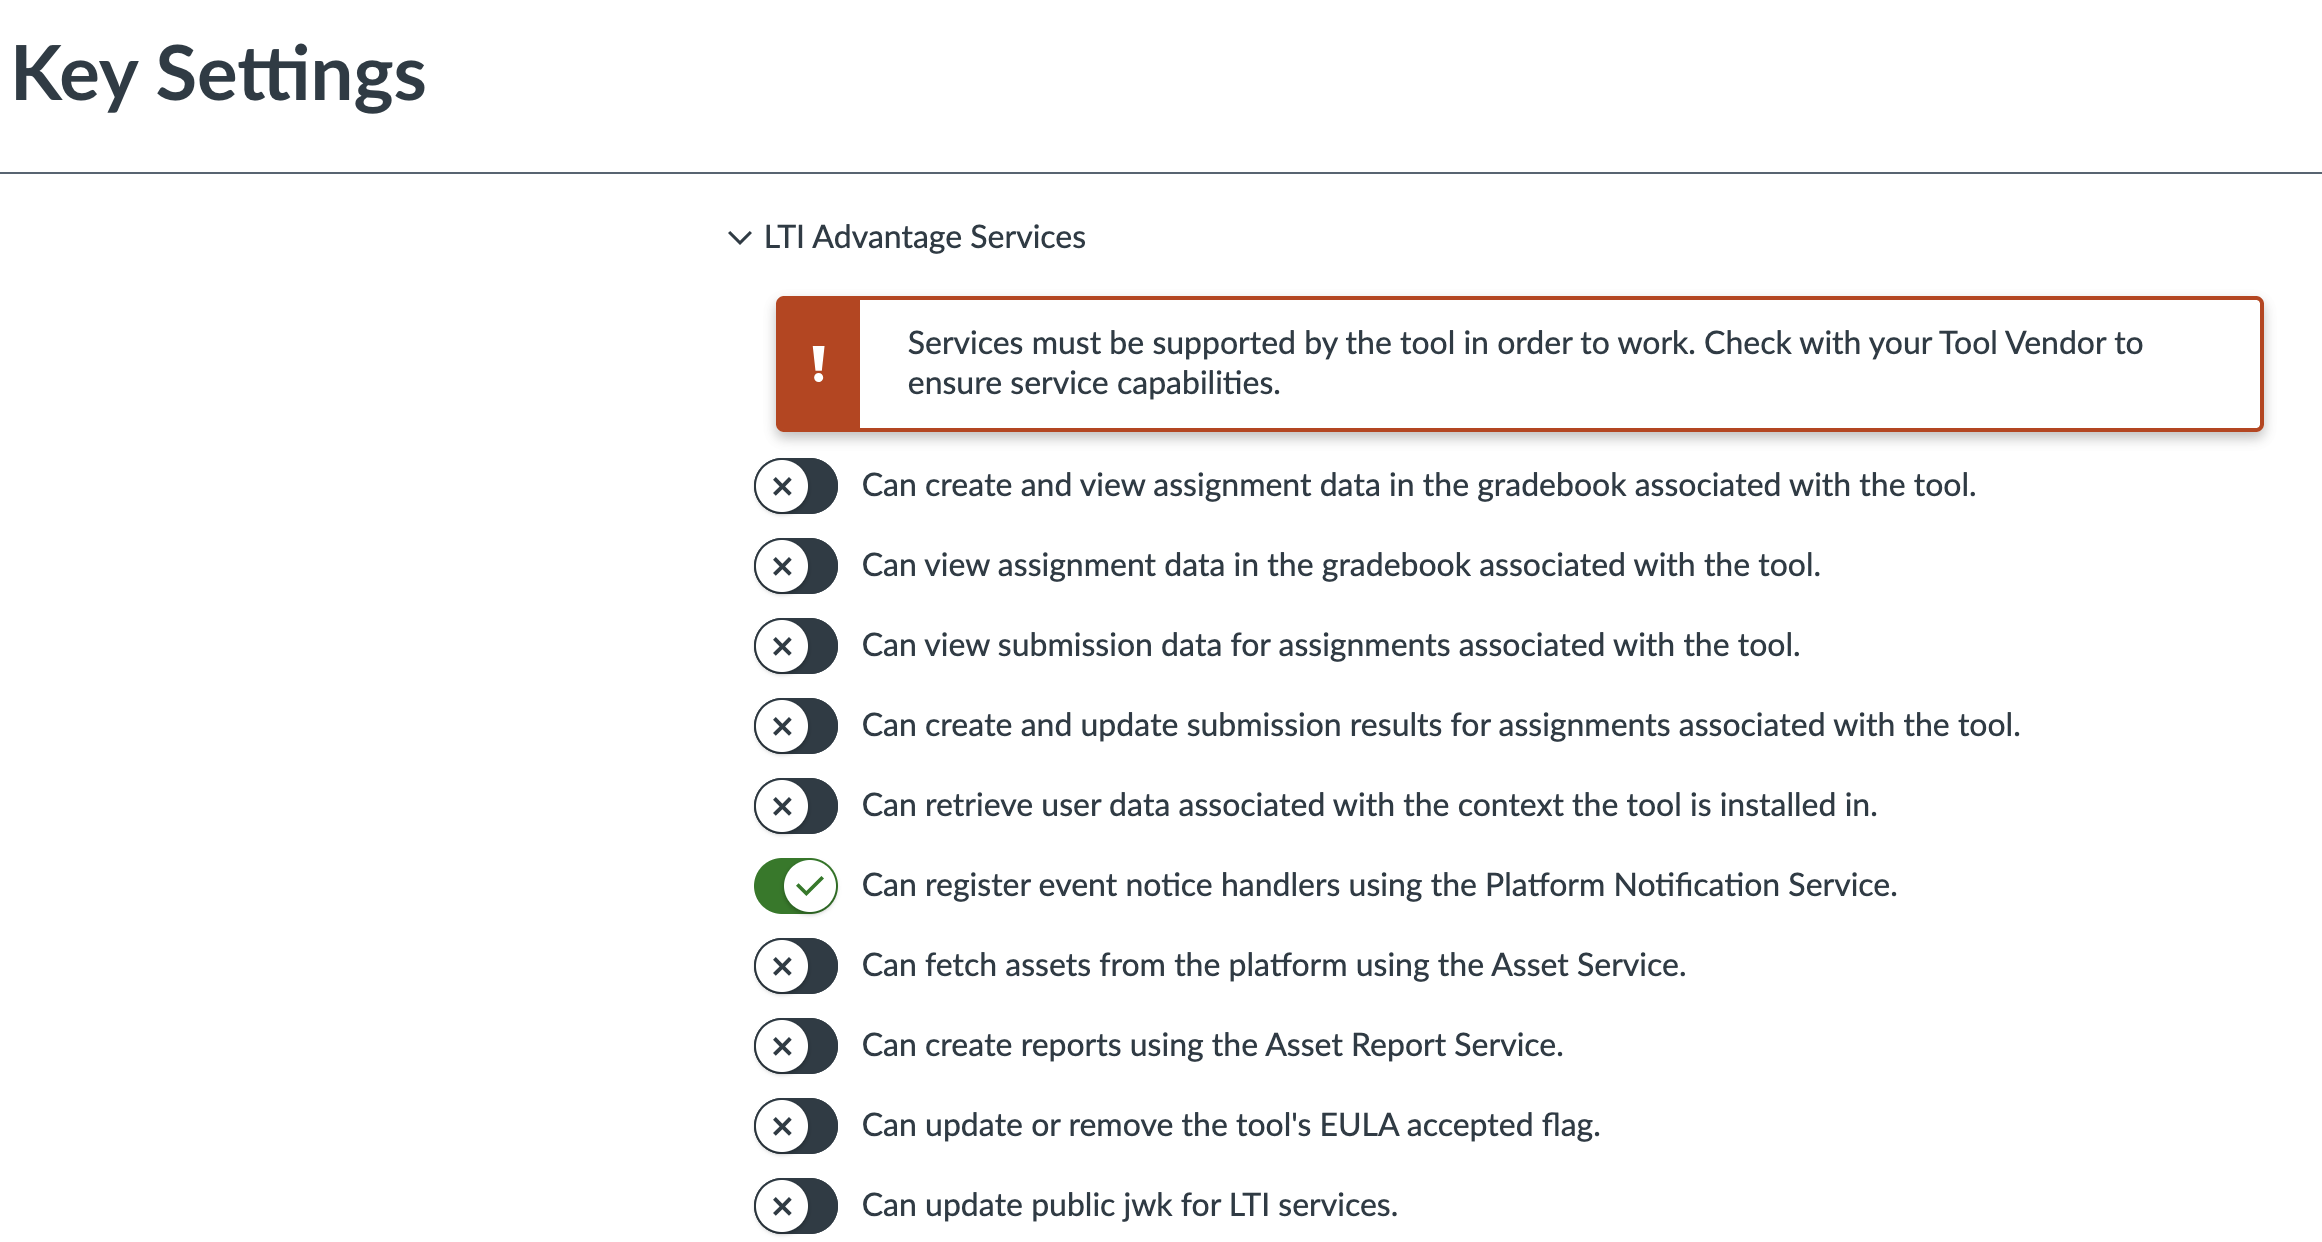 Key Settings
LTI Advantage Services
Services must be supported by the tool in order to work. Check with your Tool Vendor to
ensure service capabilities.
Can create and view assignment data in the gradebook associated with the tool.
Can view assignment data in the gradebook associated with the tool.
Can view submission data for assignments associated with the tool.
Can create and update submission results for assignments associated with the tool.
Can retrieve user data associated with the context the tool is installed in.
Can register event notice handlers using the Platform Notification Service.
Can fetch assets from the platform using the Asset Service.
Can create reports using the Asset Report Service.
Can update or remove the tool's EULA accepted flag.
Can update public jwk for LTI services.